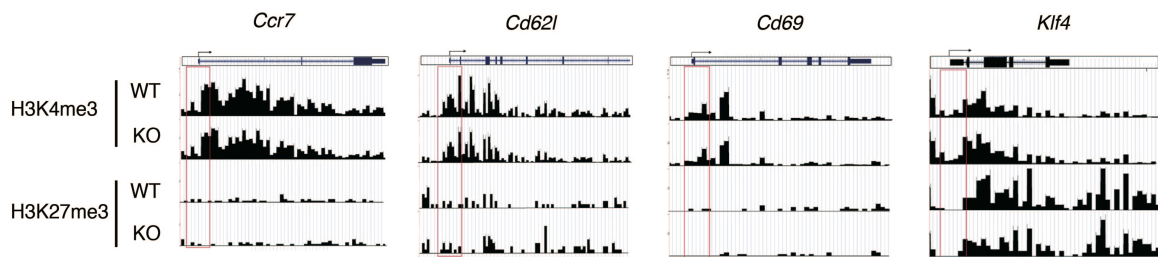 Ccr7 Cd62l Cd69 Klf4
H3K4me3
WT
KO
H3K27me3
WT
KO